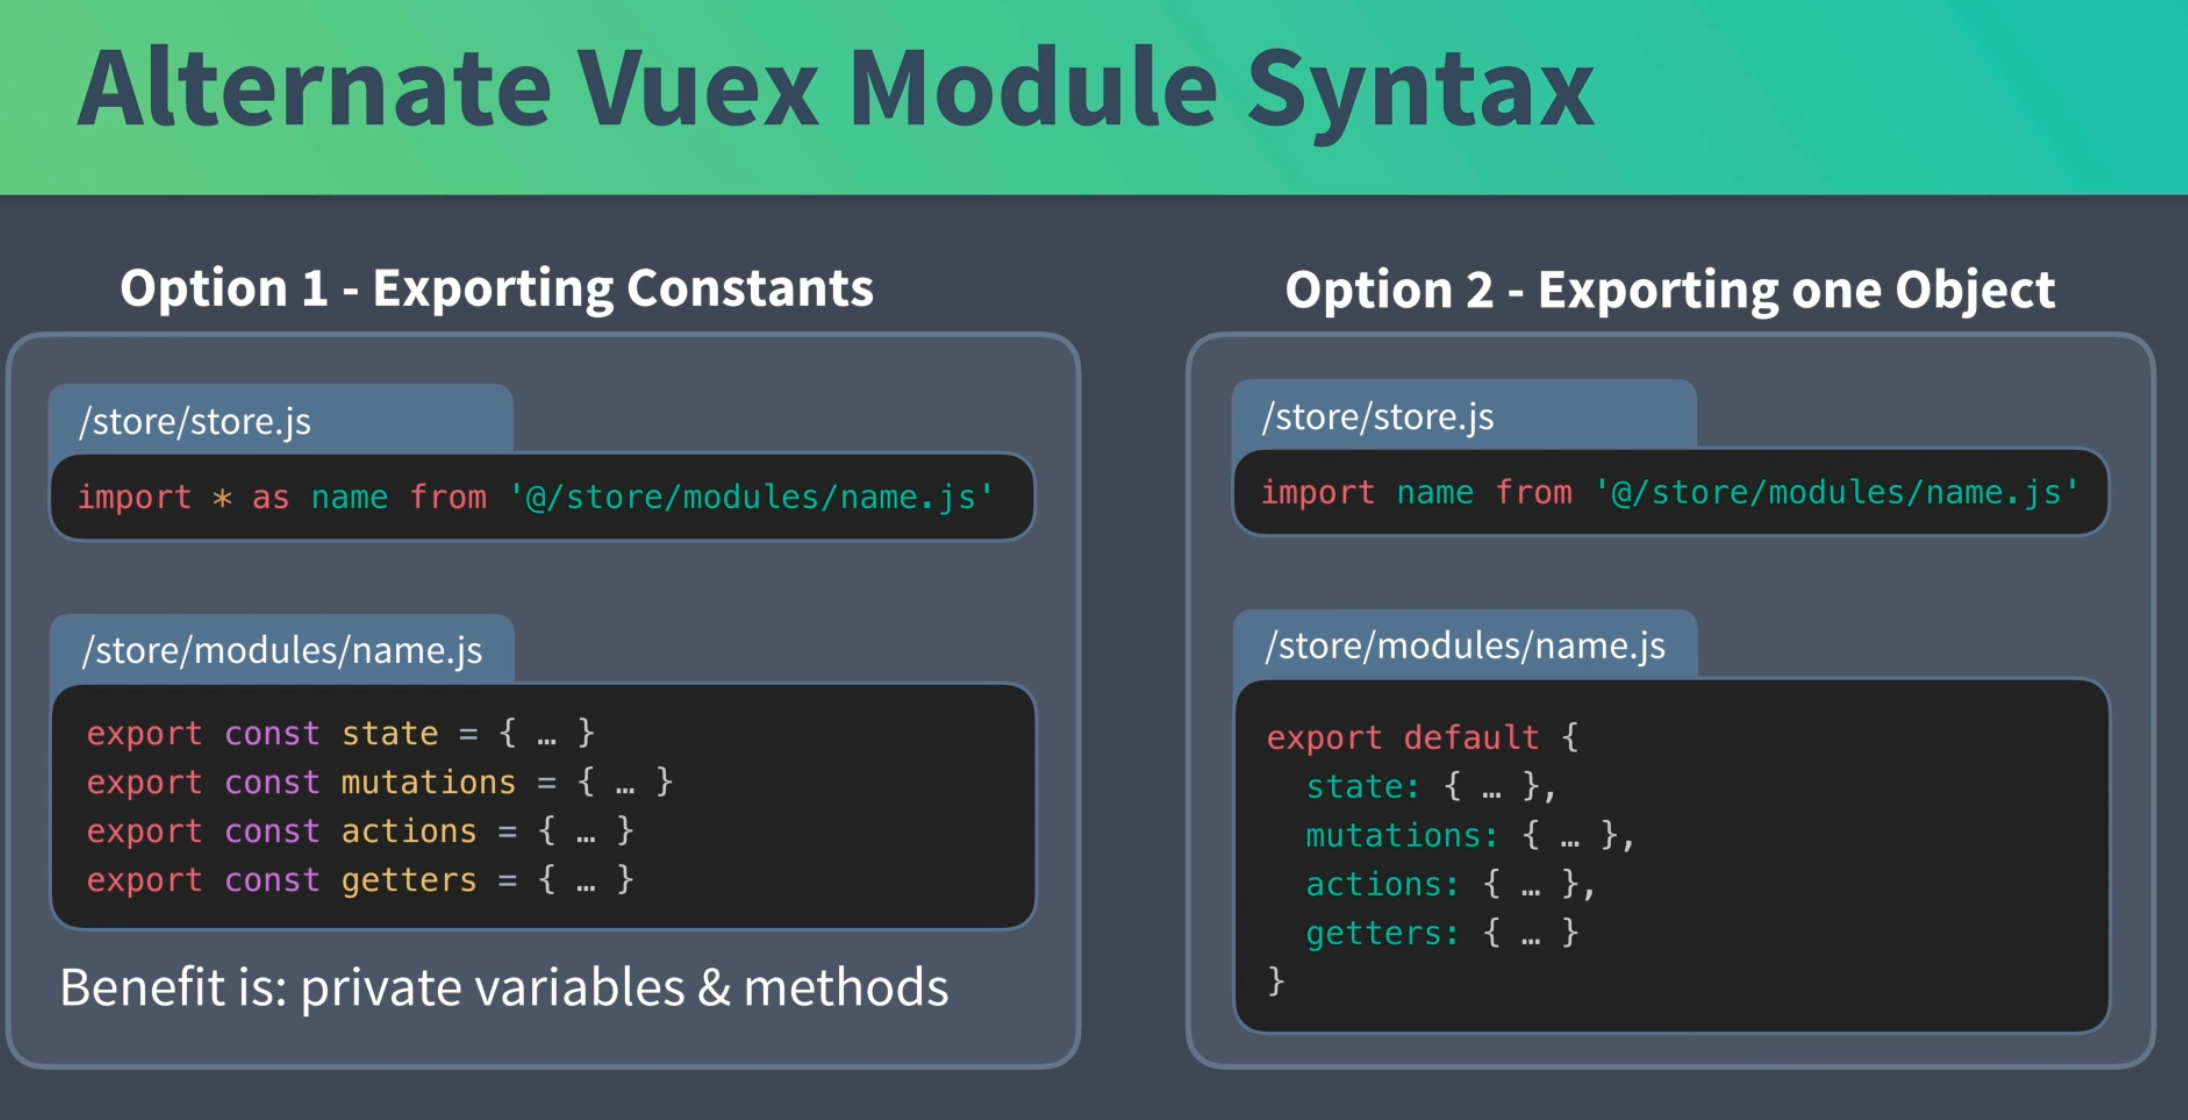 Alternate Vuex Module Syntax
Option 1 - Exporting Constants
/store/store.js
import * as name from '@/store/modules/name.js'
/store/modules/name.js
export const state = { … }
export const mutations = { … }
export const actions = { … }
export const getters = { … }
Benefit is: private variables & methods
Option 2 - Exporting one Object
/store/store.js
import name from '@/store/modules/name.js'
/store/modules/name.js
export default {
  state: { … },
  mutations: { … },
  actions: { … },
  getters: { … }
}